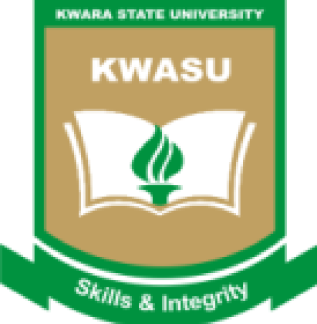 KWARA STATE UNIVERSITY
KWASU
Skills & Integrity